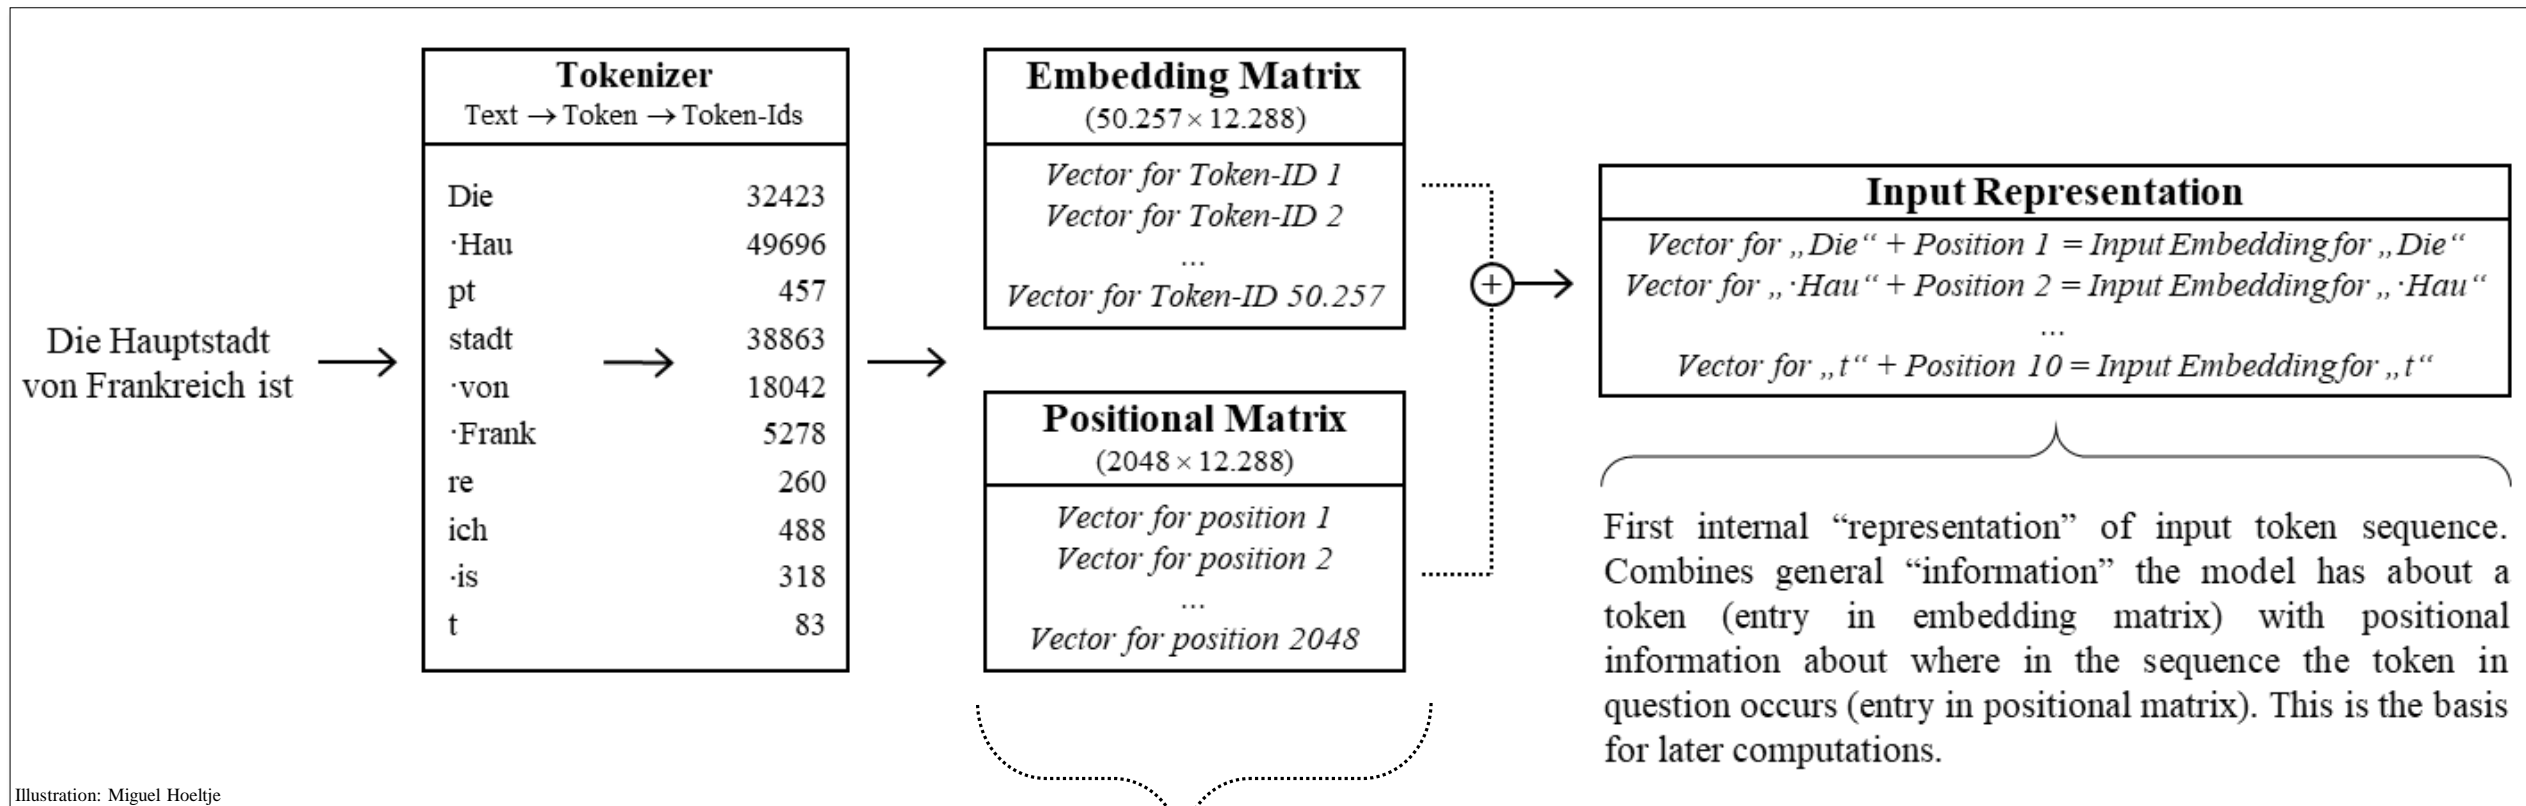 Die Hauptstadt
von Frankreich ist
Tokenizer
Text → Token → Token-Ids
Die 32423
·Hau 49696
pt 457
stadt 38863
·von 18042
·Frank 5278
re 260
ich 488
·is 318
t 83
Embedding Matrix
(50.257 × 12.288)
Vector for Token-ID 1
Vector for Token-ID 2
...
Vector for Token-ID 50.257
Positional Matrix
(2048 × 12.288)
Vector for position 1
Vector for position 2
...
Vector for position 2048
+
Input Representation
Vector for „Die“ + Position 1 = Input Embedding for „Die“
Vector for „·Hau“ + Position 2 = Input Embedding for „·Hau“
...
Vector for „t“ + Position 10 = Input Embedding for „t“
First internal “representation” of input token sequence.
Combines general “information” the model has about a
token (entry in embedding matrix) with positional
information about where in the sequence the token in
question occurs (entry in positional matrix). This is the basis
for later computations.
Illustration: Miguel Hoeltje